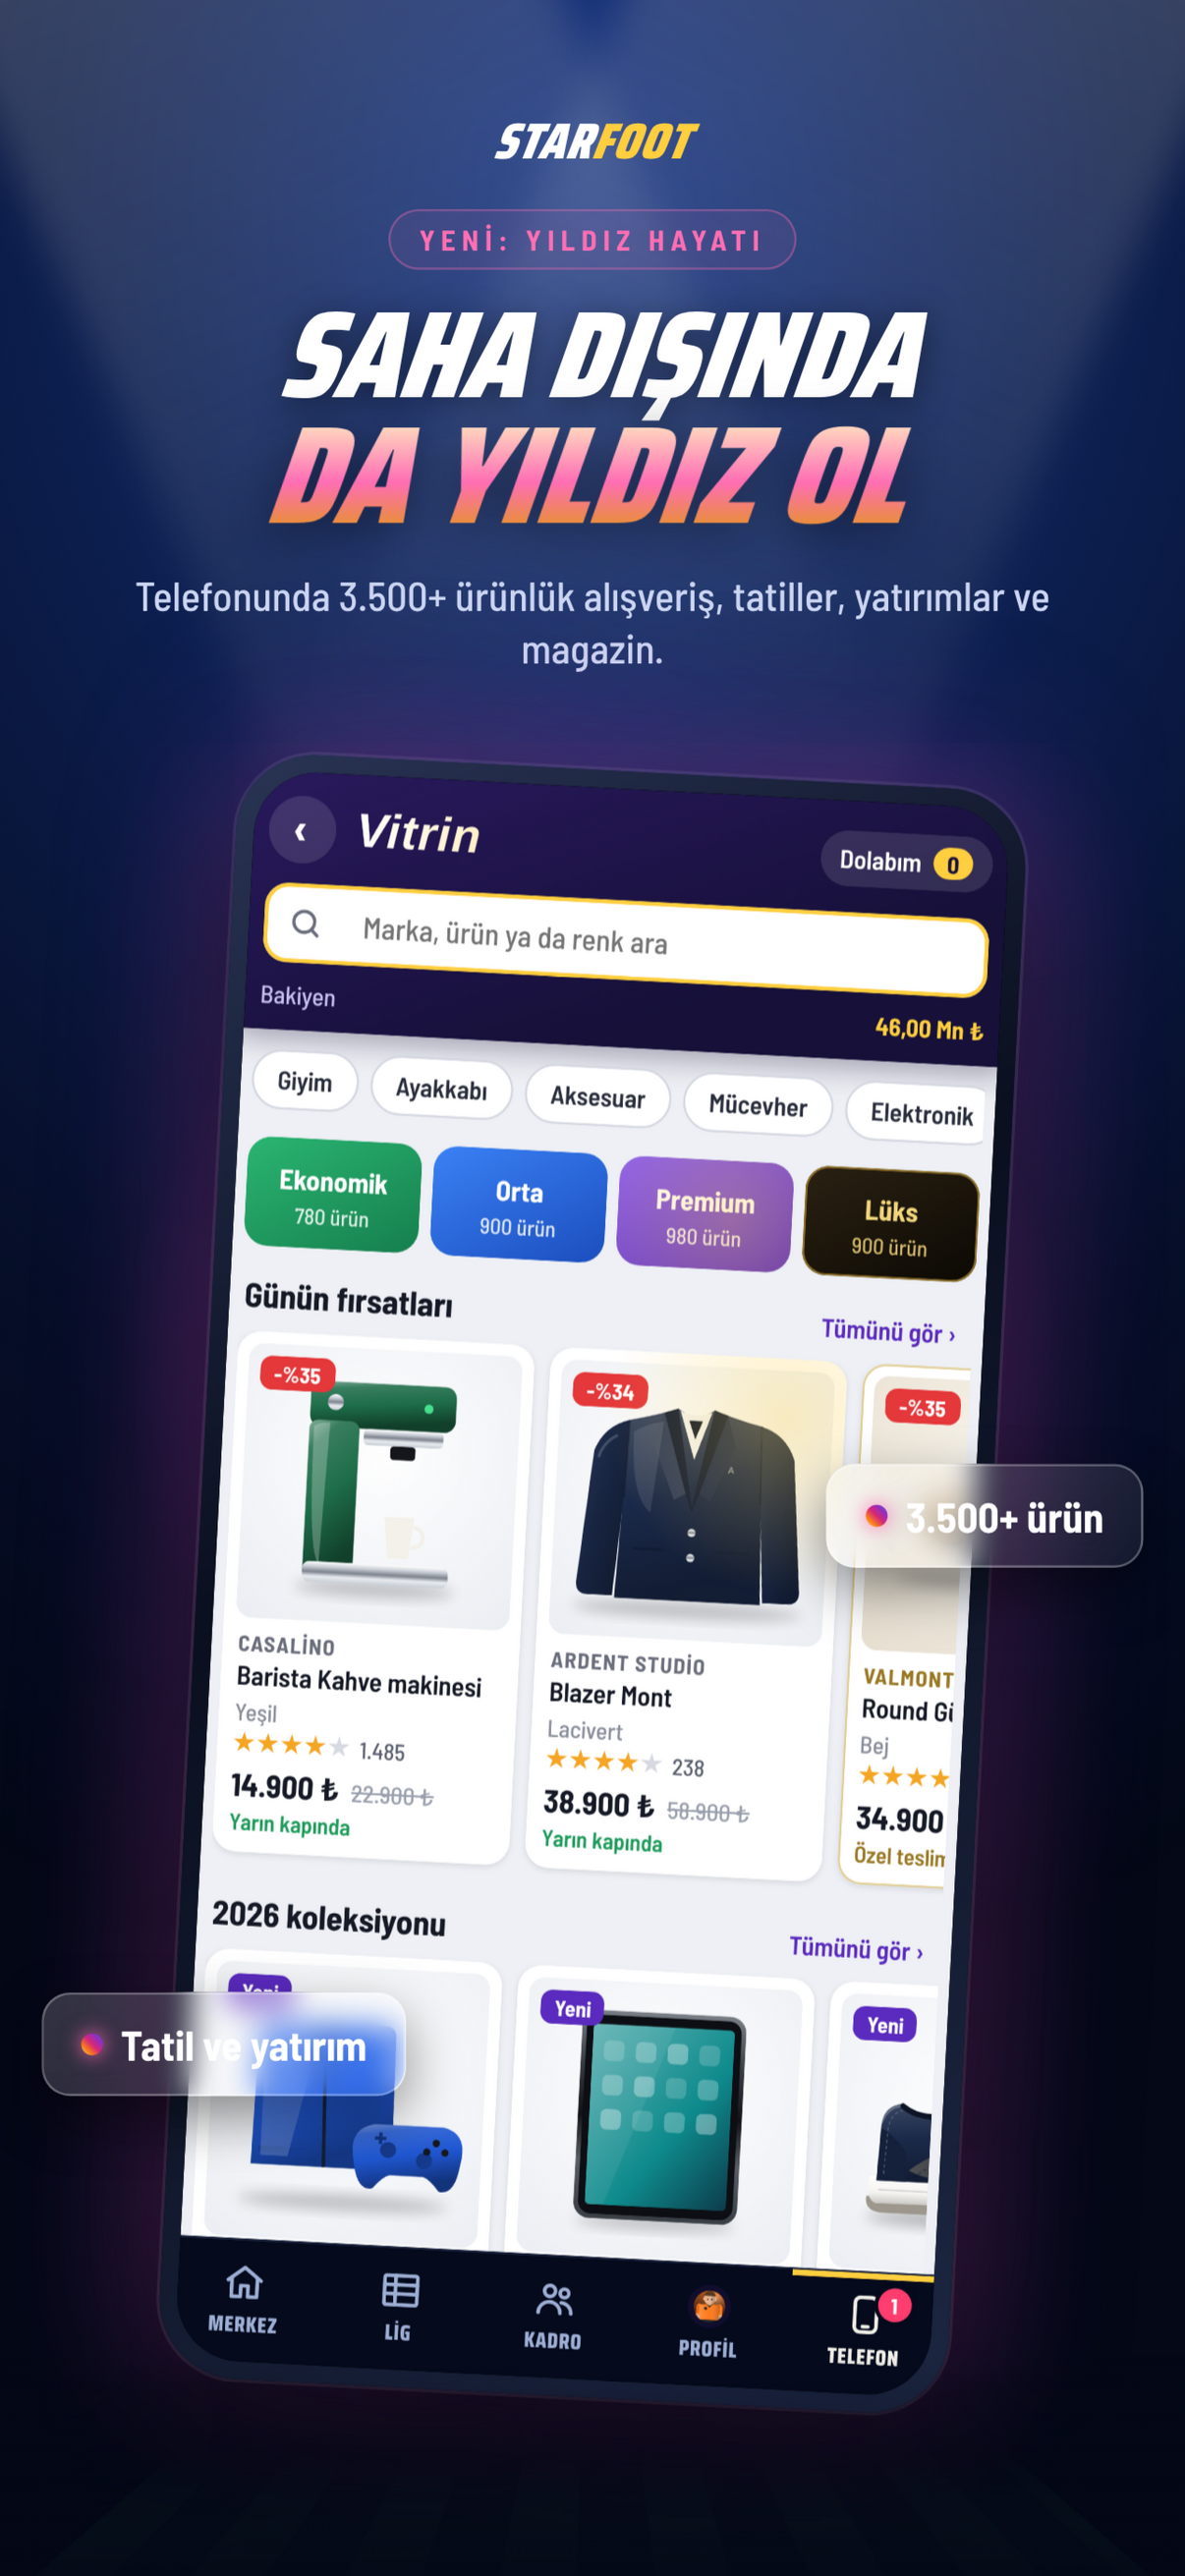 STARFOOT
YENİ: YILDIZ HAYATI
SAHA DIŞINDA
DA YILDIZ OL
Telefonunda 3.500+ ürünlük alışveriş, tatiller, yatırımlar ve
magazin.
Vitrin
Dolabım 0
Marka, ürün ya da renk ara
Bakiyen
46,00 Mn ₺
Giyim Ayakkabı Aksesuar Mücevher Elektronik
Ekonomik Orta Premium Lüks
780 ürün 900 ürün 980 ürün 900 ürün
Günün fırsatları
Tümünü gör ›
-%35 -%34 -%35
A
3.500+ ürün
CASALİNO
Barista Kahve makinesi
Yeşil
1.485
14.900 ₺ 22.900 ₺
Yarın kapında
ARDENT STUDİO
Blazer Mont
Lacivert
238
38.900 ₺ 58.900 ₺
Yarın kapında
VALMONT
Round
Bej
34.900
Özel
2026 koleksiyonu
Tümünü gör ›
Yeni Yeni Yeni
Tatil ve yatırım
MERKEZ LİG KADRO PROFİL TELEFON
1